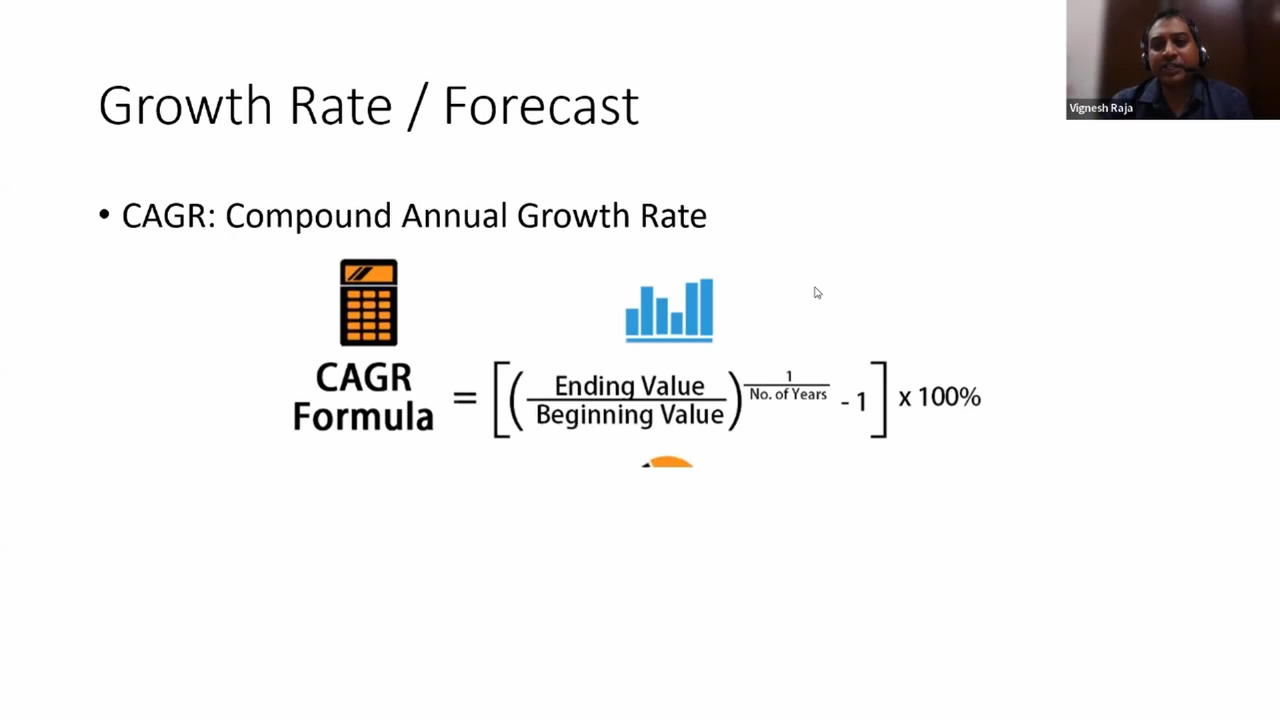 Growth Rate / Forecast
Vignesh Raja
• CAGR: Compound Annual Growth Rate
CAGR
Formula
= [(Ending Value / Beginning Value)^(1 / No. of Years) - 1] x 100%